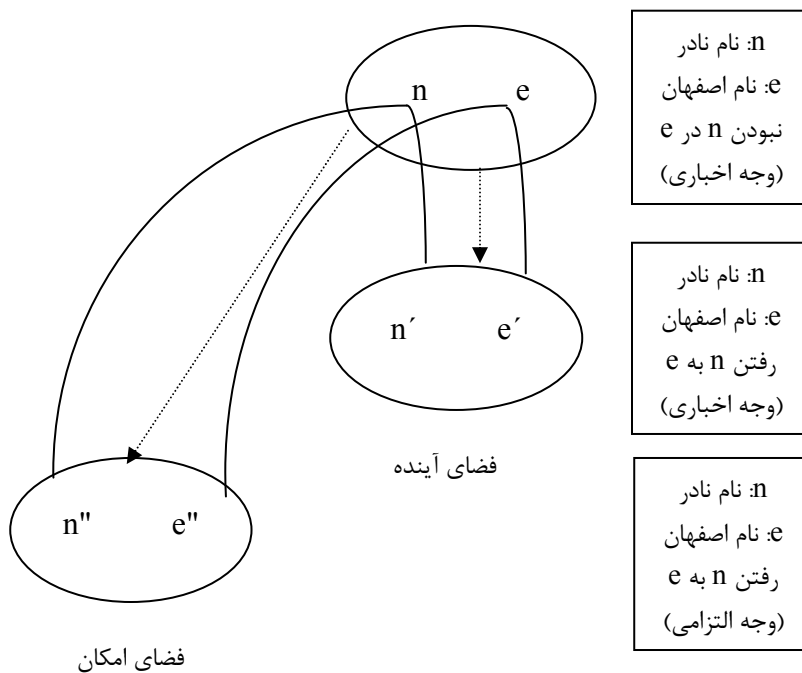 n e
n: نام نادر
e: نام اصفهان
نبودن n در e
(وجه اخباری)
n´ e´
n: نام نادر
e: نام اصفهان
رفتن n به e
(وجه اخباری)
فضای آینده
n" e"
n: نام نادر
e: نام اصفهان
رفتن n به e
(وجه التزامی)
فضای امکان